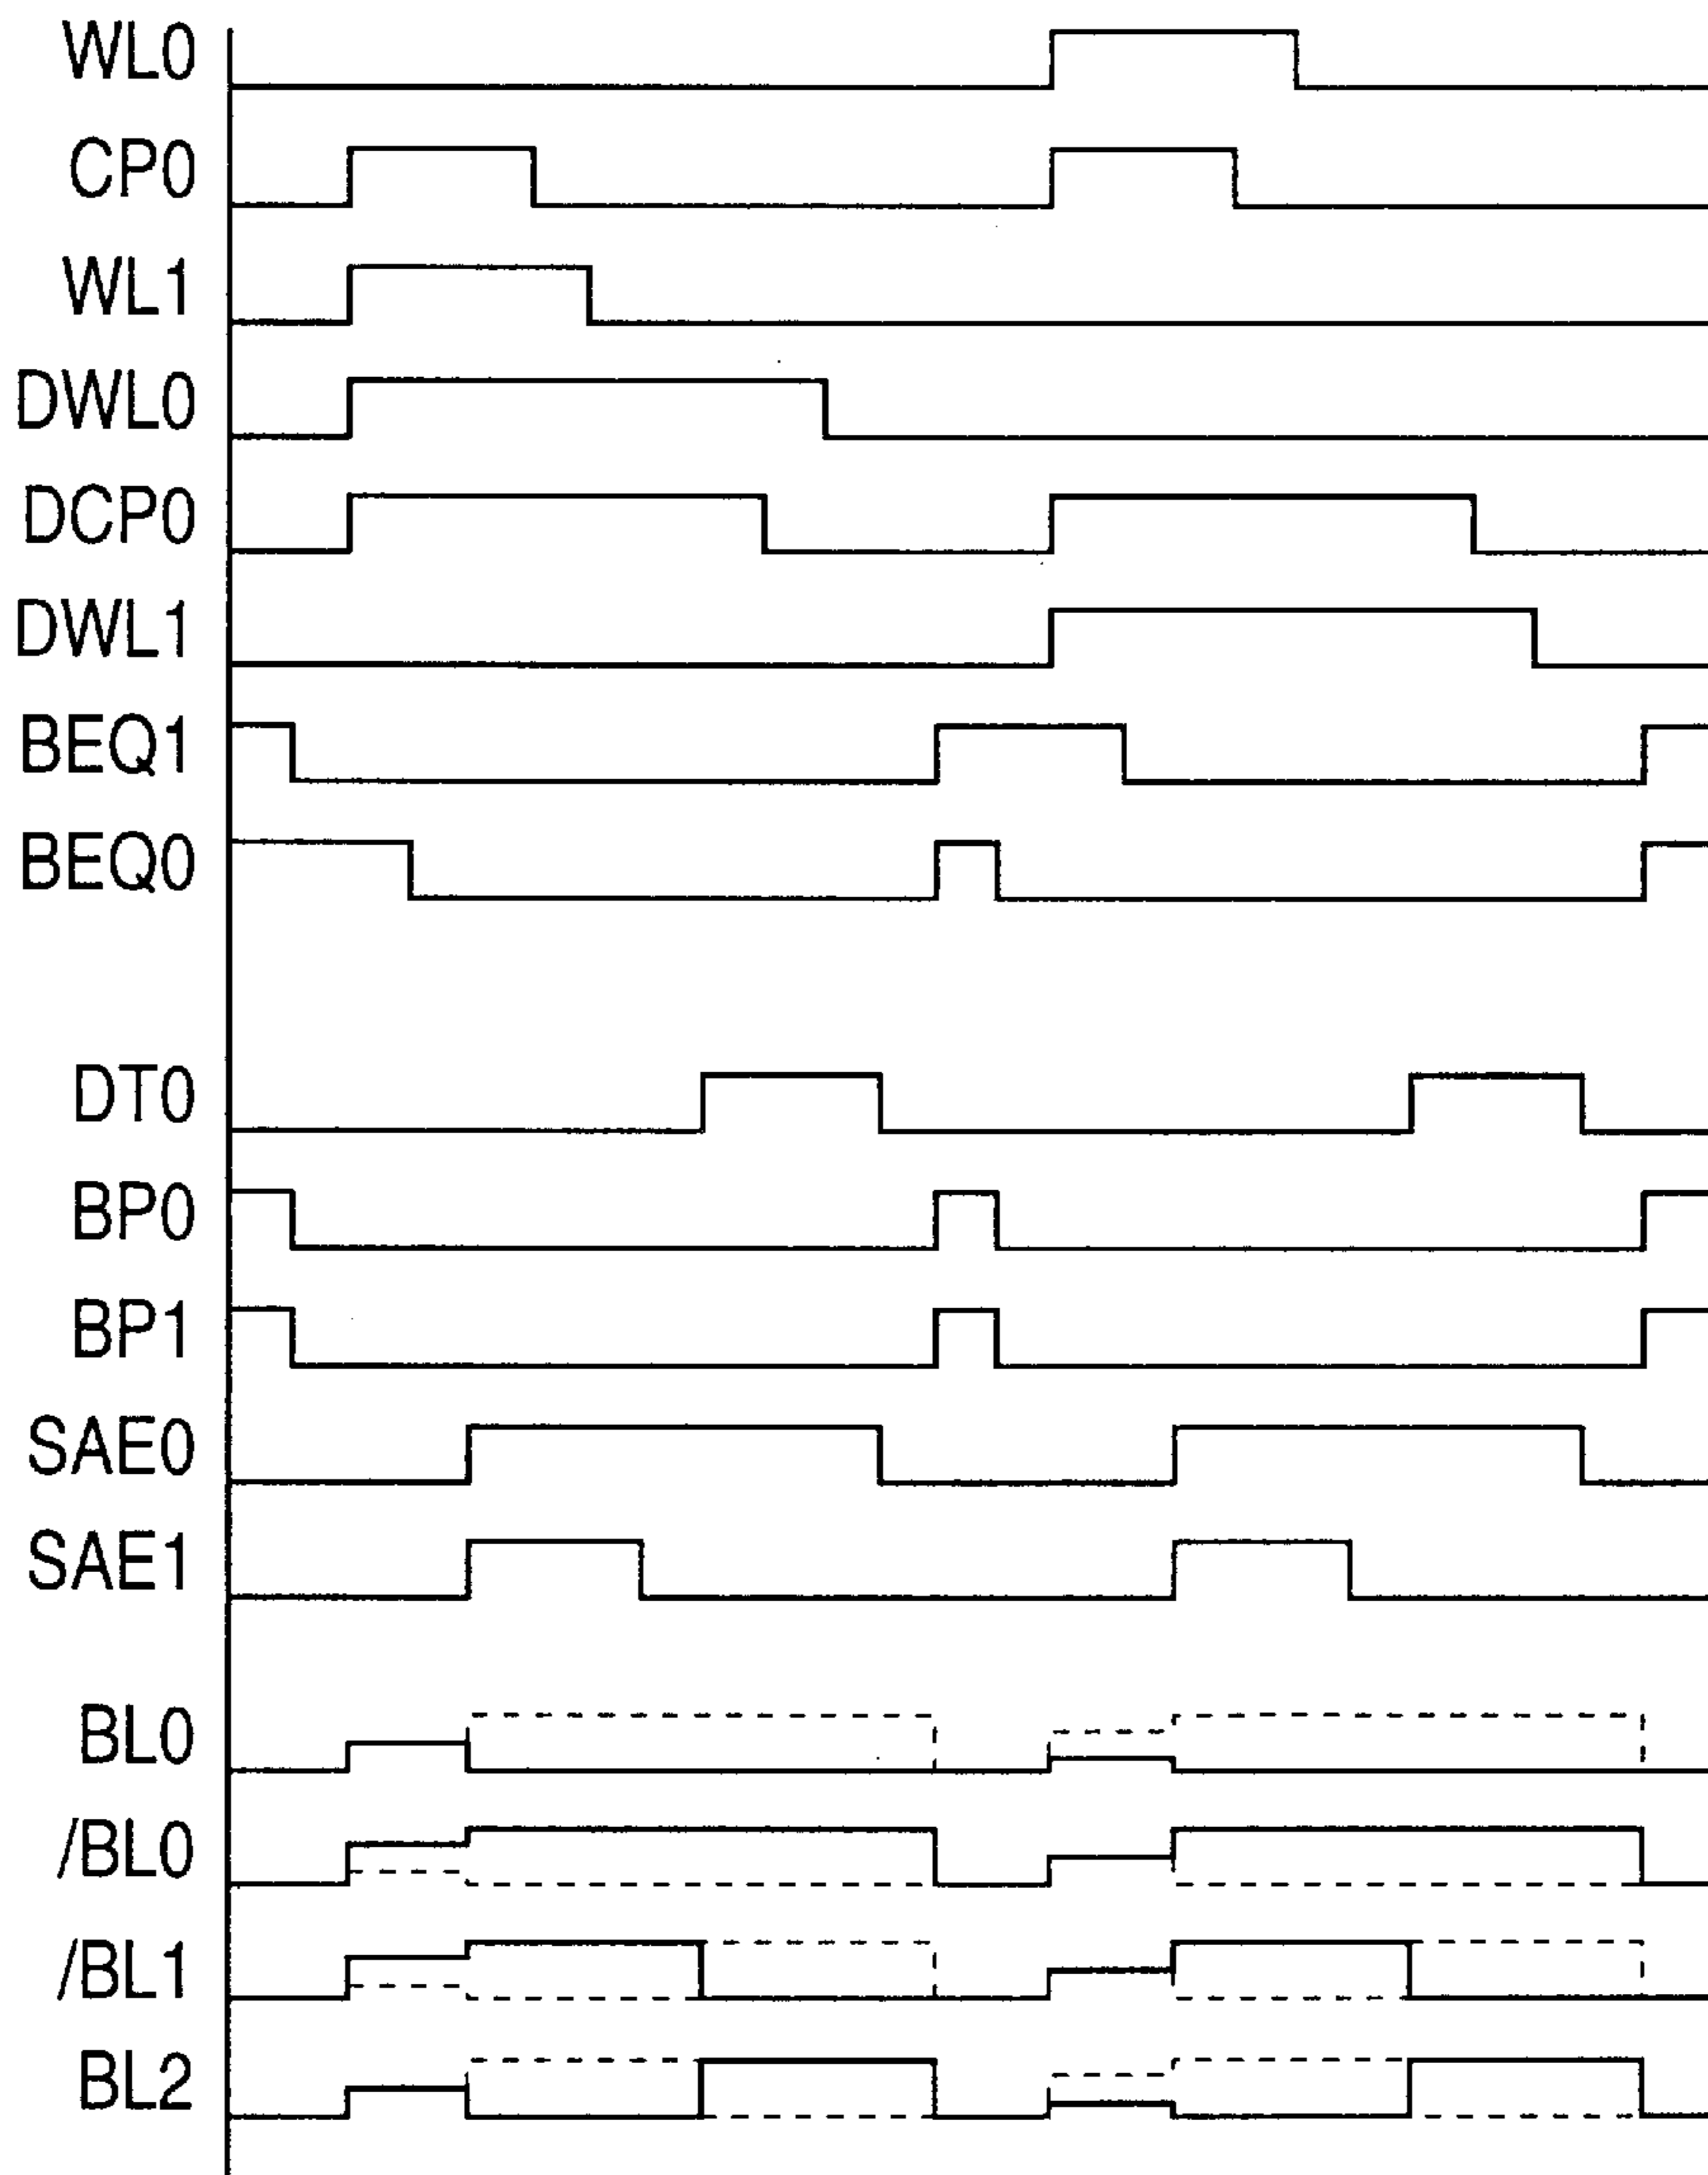 WL0
CP0
WL1
DWL0
DCP0
DWL1
BEQ1
BEQ0
DT0
BP0
BP1
SAE0
SAE1
BL0
/BL0
/BL1
BL2